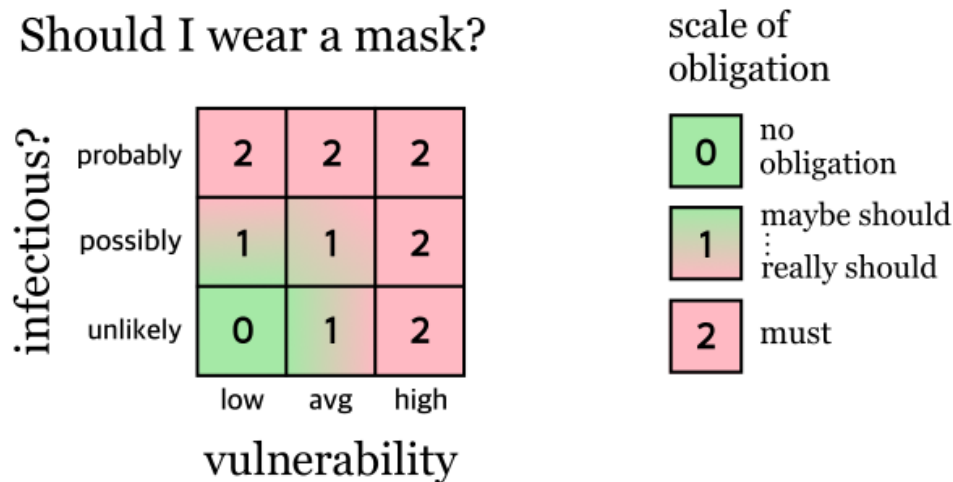 Should I wear a mask?
infectious?
probably 2 2 2
possibly 1 1 2
unlikely 0 1 2
low avg high
vulnerability
scale of
obligation
0 no
obligation
1 maybe should
⋮
really should
2 must